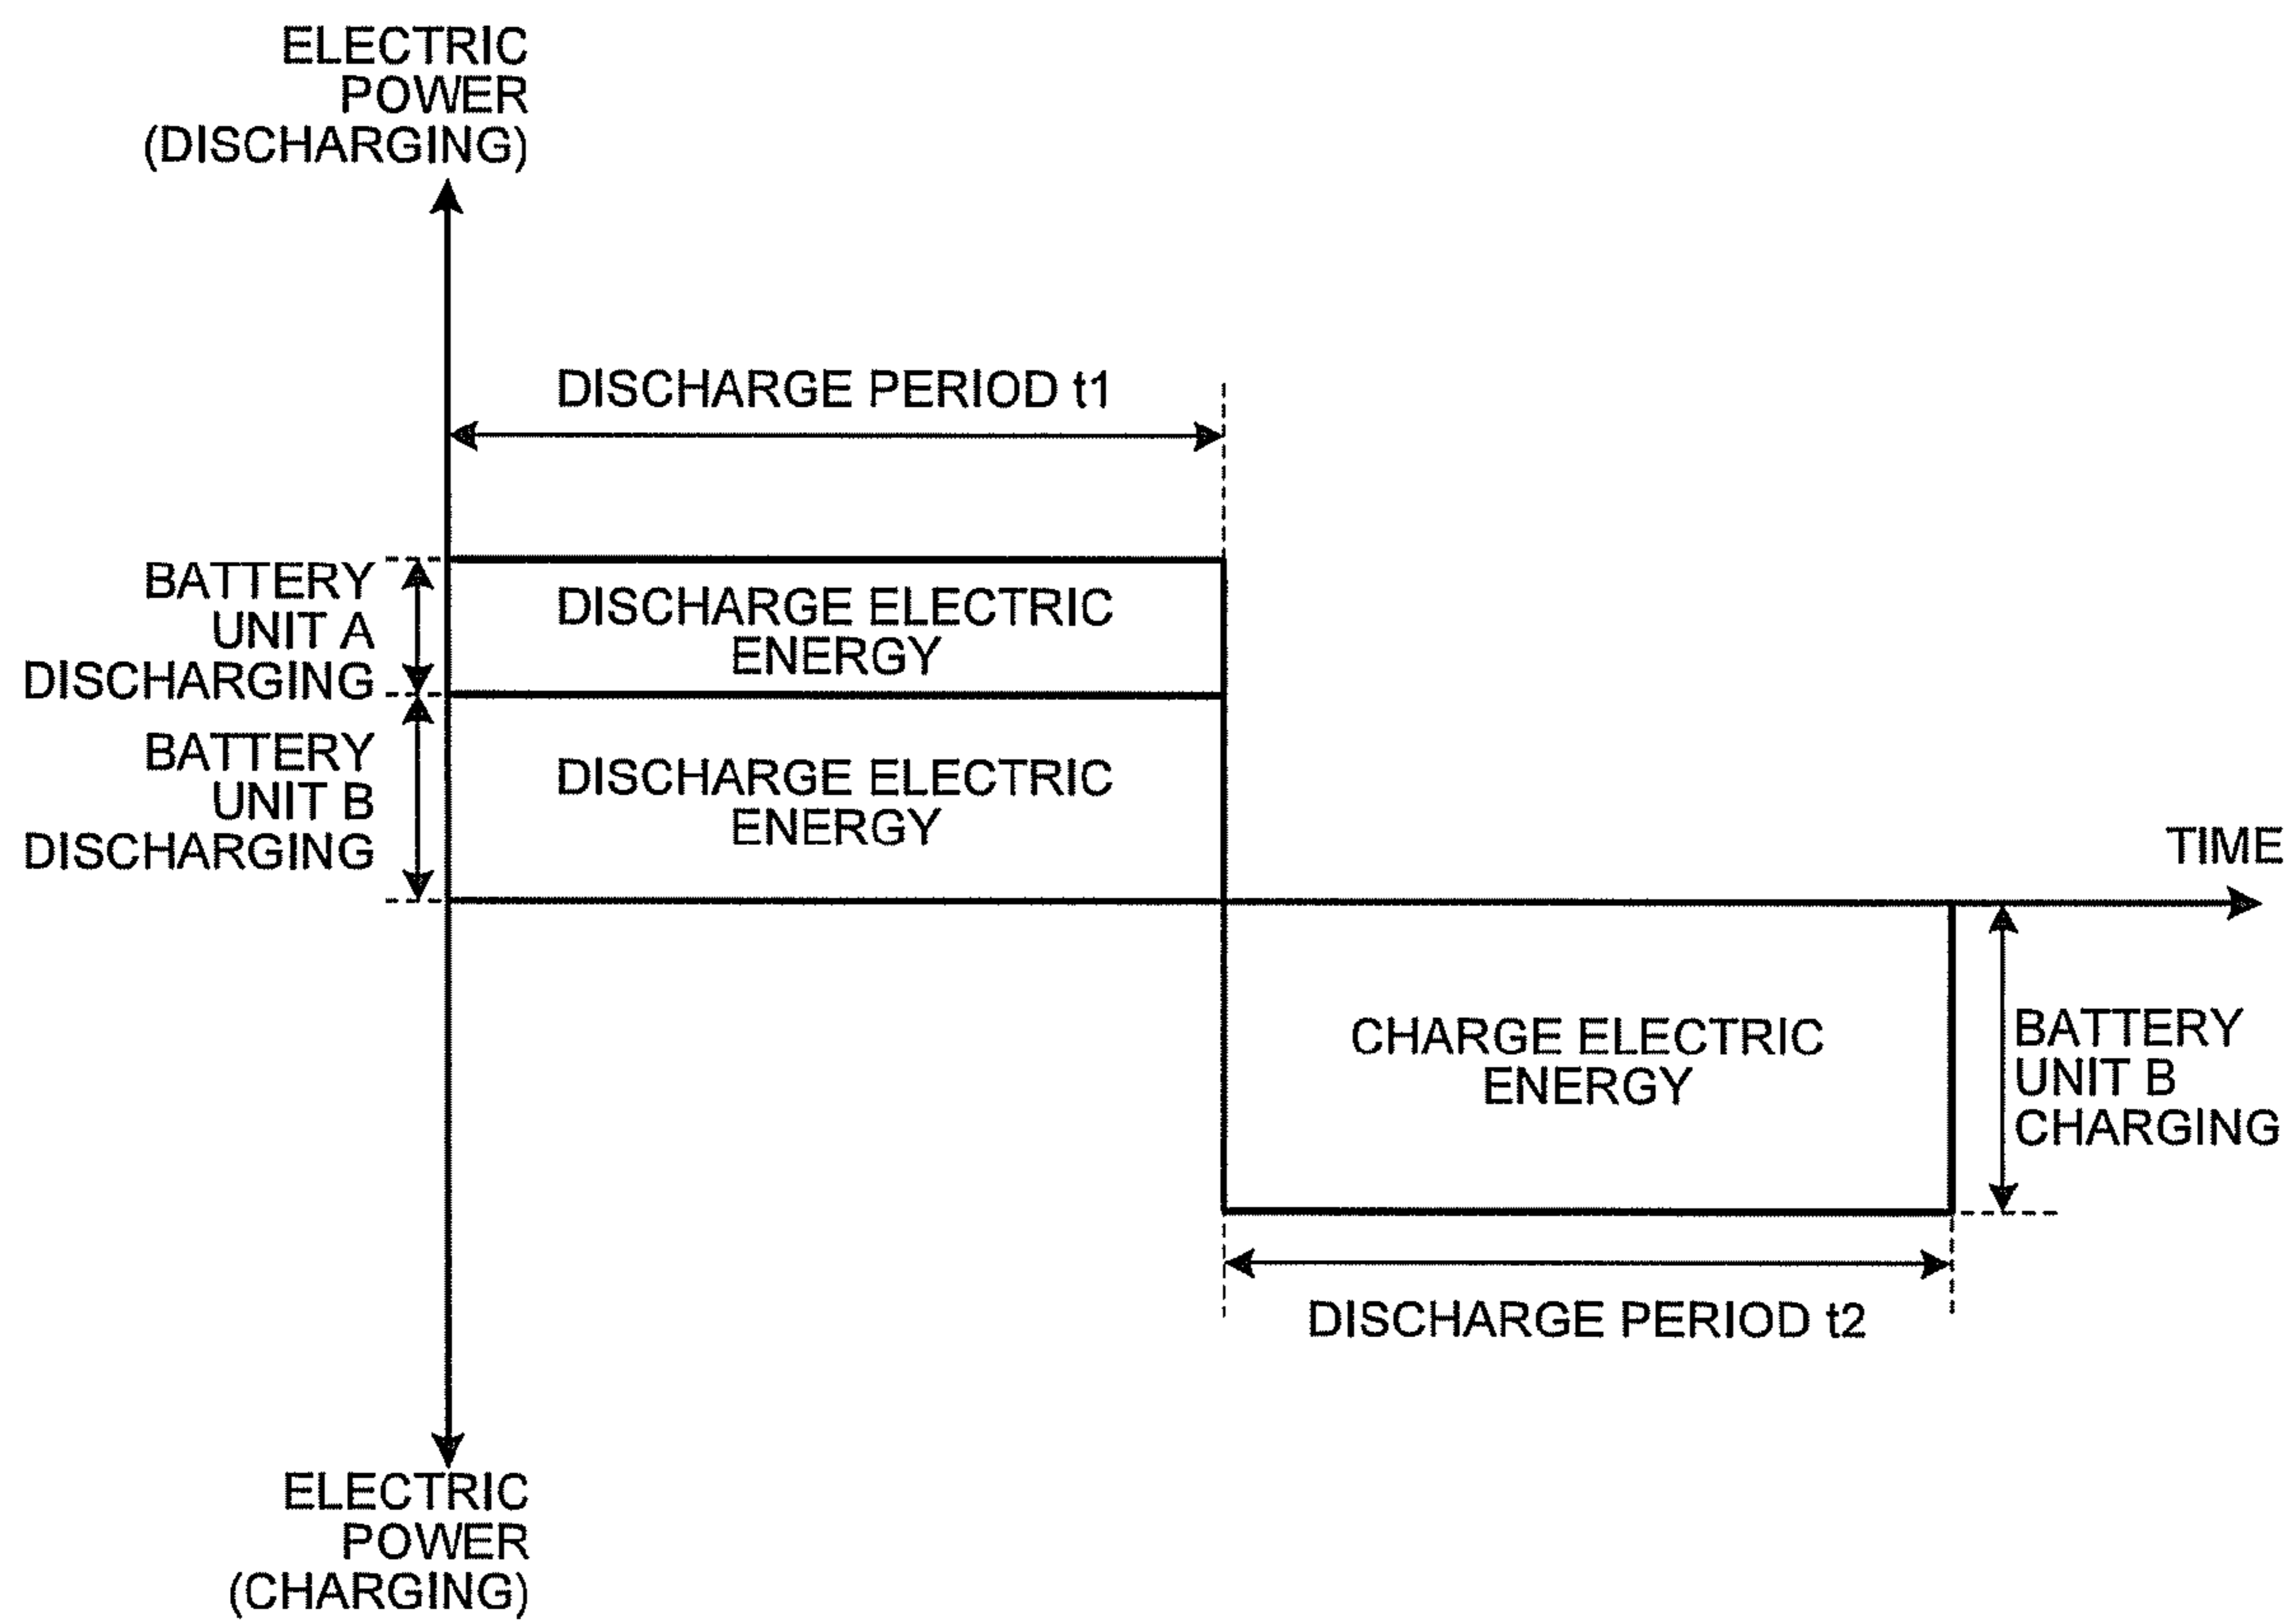 ELECTRIC
POWER
(DISCHARGING)
DISCHARGE PERIOD t1
BATTERY
UNIT A
DISCHARGING
DISCHARGE ELECTRIC
ENERGY
BATTERY
UNIT B
DISCHARGING
DISCHARGE ELECTRIC
ENERGY
TIME
CHARGE ELECTRIC
ENERGY
BATTERY
UNIT B
CHARGING
DISCHARGE PERIOD t2
ELECTRIC
POWER
(CHARGING)